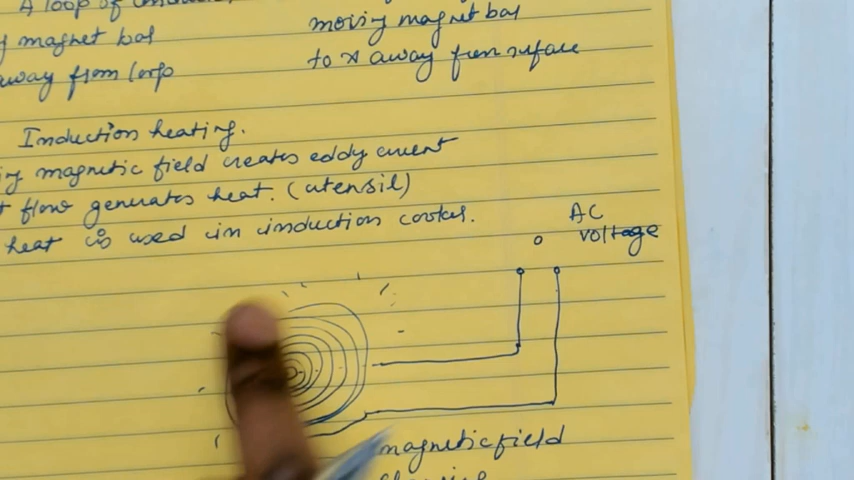 A loop of
magnet bar
away from loop
moving magnet bar
to & away from surface
Induction heating.
magnetic field creates eddy current
flow generates heat. (utensil)
heat is used in induction cooker.
AC
voltage
magnetic field